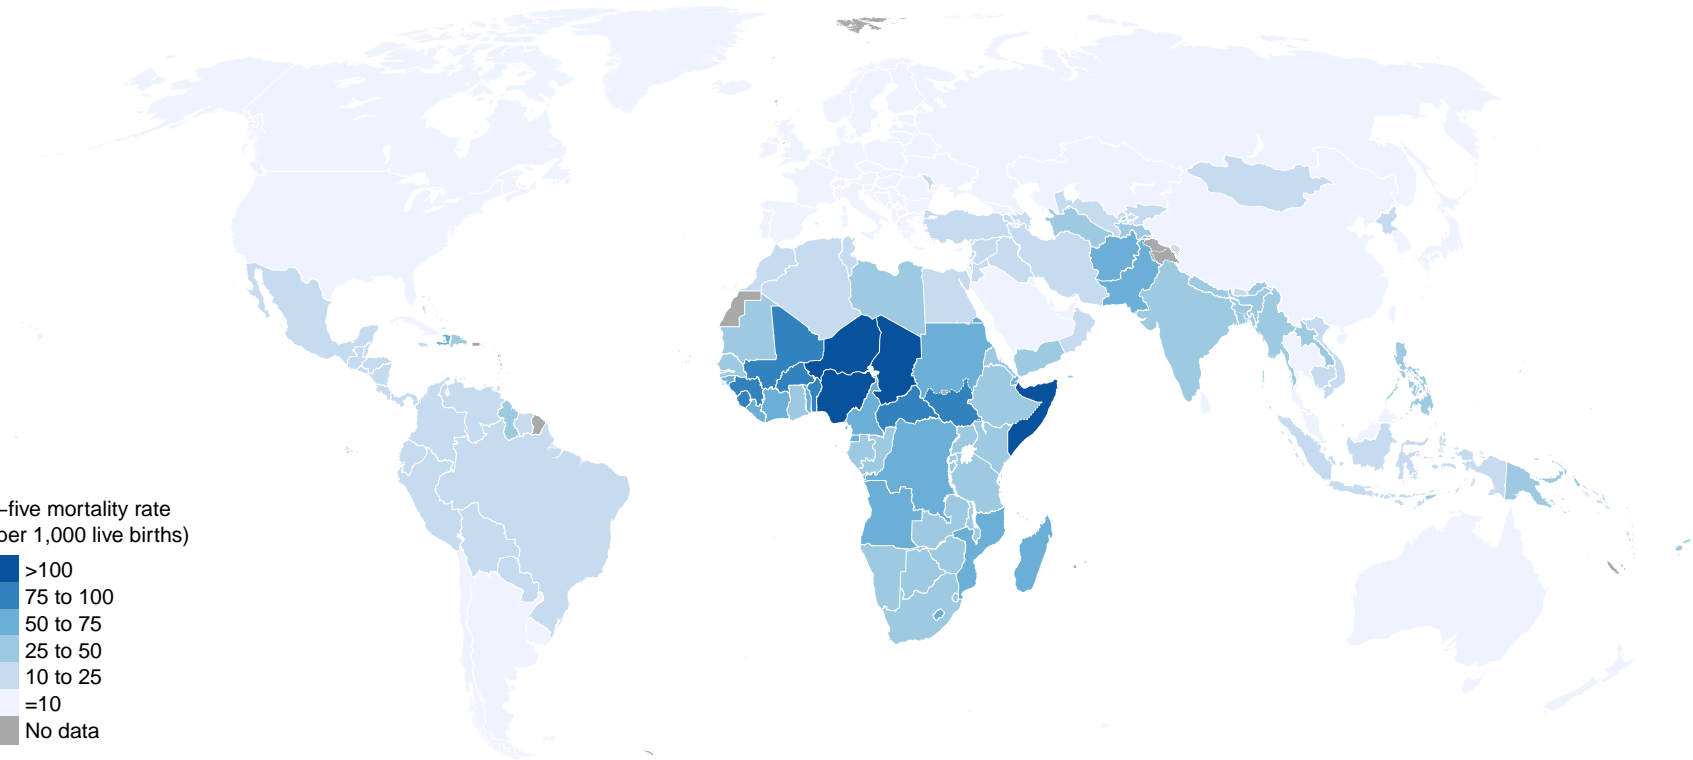 –five mortality rate
per 1,000 live births)
>100
75 to 100
50 to 75
25 to 50
10 to 25
=10
No data